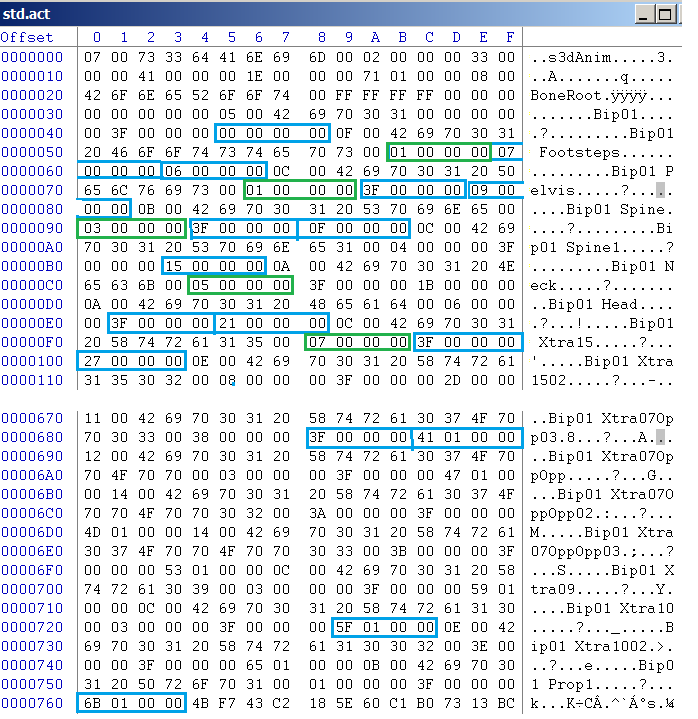 std.act
Offset 0 1 2 3 4 5 6 7 8 9 A B C D E F
0000000 07 00 73 33 64 41 6E 69 6D 00 02 00 00 00 33 00 ..s3dAnim.....3.
0000010 00 00 41 00 00 00 1E 00 00 00 71 01 00 00 08 00 ..A.......q.....
0000020 42 6F 6E 65 52 6F 6F 74 00 FF FF FF FF 00 00 00 BoneRoot.ÿÿÿÿ...
0000030 00 00 00 00 00 05 00 42 69 70 30 31 00 00 00 00 .......Bip01....
0000040 00 3F 00 00 00 00 00 00 00 0F 00 42 69 70 30 31 .?.........Bip01
0000050 20 46 6F 6F 74 73 74 65 70 73 00 01 00 00 00 07 Footsteps......
0000060 00 00 00 06 00 00 00 0C 00 42 69 70 30 31 20 50 .........Bip01 P
0000070 65 6C 76 69 73 00 01 00 00 00 3F 00 00 00 09 00 elvis.....?.....
0000080 00 00 0B 00 42 69 70 30 31 20 53 70 69 6E 65 00 ....Bip01 Spine.
0000090 03 00 00 00 3F 00 00 00 0F 00 00 00 0C 00 42 69 ....?.........Bi
00000A0 70 30 31 20 53 70 69 6E 65 31 00 04 00 00 00 3F p01 Spine1.....?
00000B0 00 00 00 15 00 00 00 0A 00 42 69 70 30 31 20 4E .........Bip01 N
00000C0 65 63 6B 00 05 00 00 00 3F 00 00 00 1B 00 00 00 eck.....?.......
00000D0 0A 00 42 69 70 30 31 20 48 65 61 64 00 06 00 00 ..Bip01 Head....
00000E0 00 3F 00 00 00 21 00 00 00 0C 00 42 69 70 30 31 .?...!.....Bip01
00000F0 20 58 74 72 61 31 35 00 07 00 00 00 3F 00 00 00 Xtra15.....?...
0000100 27 00 00 00 0E 00 42 69 70 30 31 20 58 74 72 61 '.....Bip01 Xtra
0000110 31 35 30 32 00 08 00 00 00 3F 00 00 00 2D 00 00 1502.....?...-..
0000670 11 00 42 69 70 30 31 20 58 74 72 61 30 37 4F 70 ..Bip01 Xtra07Op
0000680 70 30 33 00 38 00 00 00 3F 00 00 00 41 01 00 00 p03.8...?...A...
0000690 12 00 42 69 70 30 31 20 58 74 72 61 30 37 4F 70 ..Bip01 Xtra07Op
00006A0 70 4F 70 70 00 03 00 00 00 3F 00 00 00 47 01 00 pOpp.....?...G..
00006B0 00 14 00 42 69 70 30 31 20 58 74 72 61 30 37 4F ...Bip01 Xtra07O
00006C0 70 70 4F 70 70 30 32 00 3A 00 00 00 3F 00 00 00 ppOpp02.:...?...
00006D0 4D 01 00 00 14 00 42 69 70 30 31 20 58 74 72 61 M.....Bip01 Xtra
00006E0 30 37 4F 70 70 4F 70 70 30 33 00 3B 00 00 00 3F 07OppOpp03.;...?
00006F0 00 00 00 53 01 00 00 0C 00 42 69 70 30 31 20 58 ...S.....Bip01 X
0000700 74 72 61 30 39 00 03 00 00 00 3F 00 00 00 59 01 tra09.....?...Y.
0000710 00 00 0C 00 42 69 70 30 31 20 58 74 72 61 31 30 ....Bip01 Xtra10
0000720 00 03 00 00 00 3F 00 00 00 5F 01 00 00 0E 00 42 .....?..._.....B
0000730 69 70 30 31 20 58 74 72 61 31 30 30 32 00 3E 00 ip01 Xtra1002.>.
0000740 00 00 3F 00 00 00 65 01 00 00 0B 00 42 69 70 30 ..?...e.....Bip0
0000750 31 20 50 72 6F 70 31 00 01 00 00 00 3F 00 00 00 1 Prop1.....?...
0000760 6B 01 00 00 4B F7 43 C2 18 5E 60 C1 B0 73 13 BC k...K÷CÂ.^`Á°s.¼